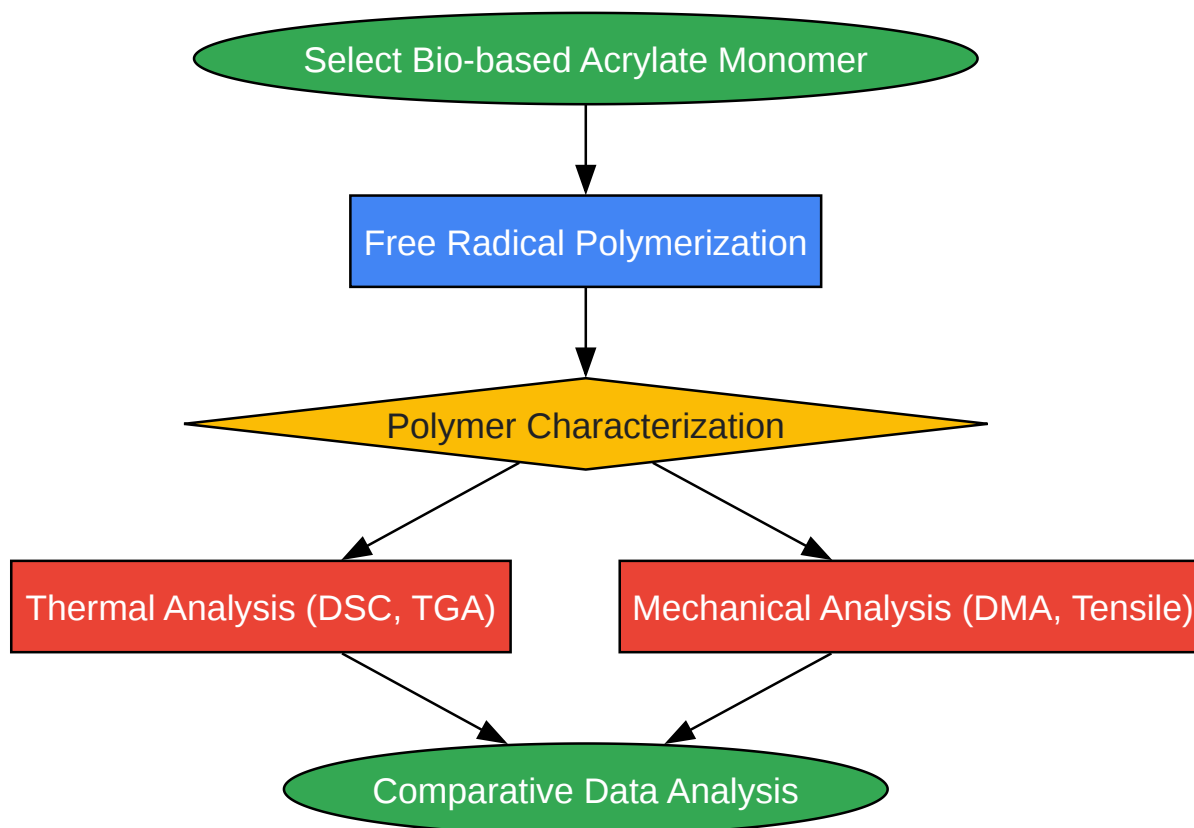 Select Bio-based Acrylate Monomer
Free Radical Polymerization
Polymer Characterization
Thermal Analysis (DSC, TGA)
Mechanical Analysis (DMA, Tensile)
Comparative Data Analysis